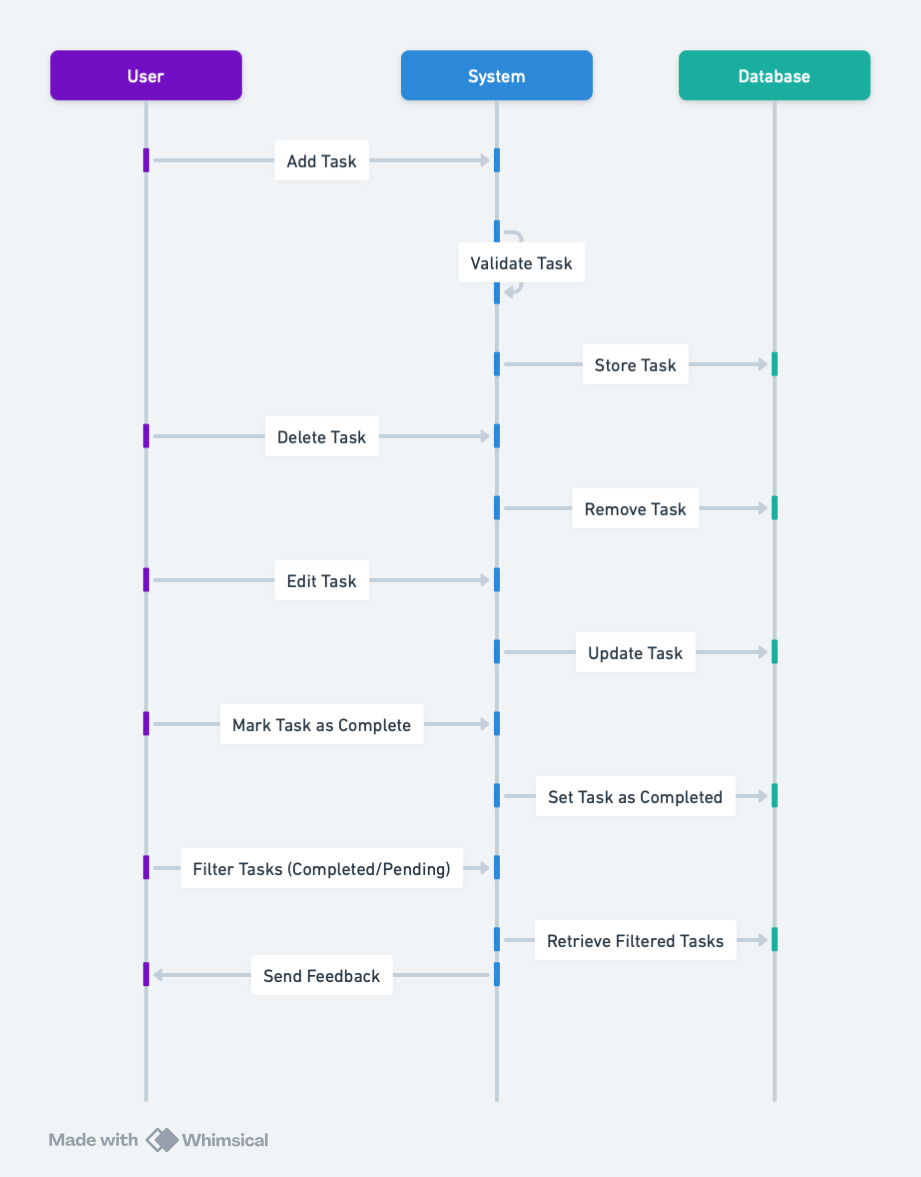 User
System
Database
Add Task
Validate Task
Store Task
Delete Task
Remove Task
Edit Task
Update Task
Mark Task as Complete
Set Task as Completed
Filter Tasks (Completed/Pending)
Retrieve Filtered Tasks
Send Feedback
Made with Whimsical